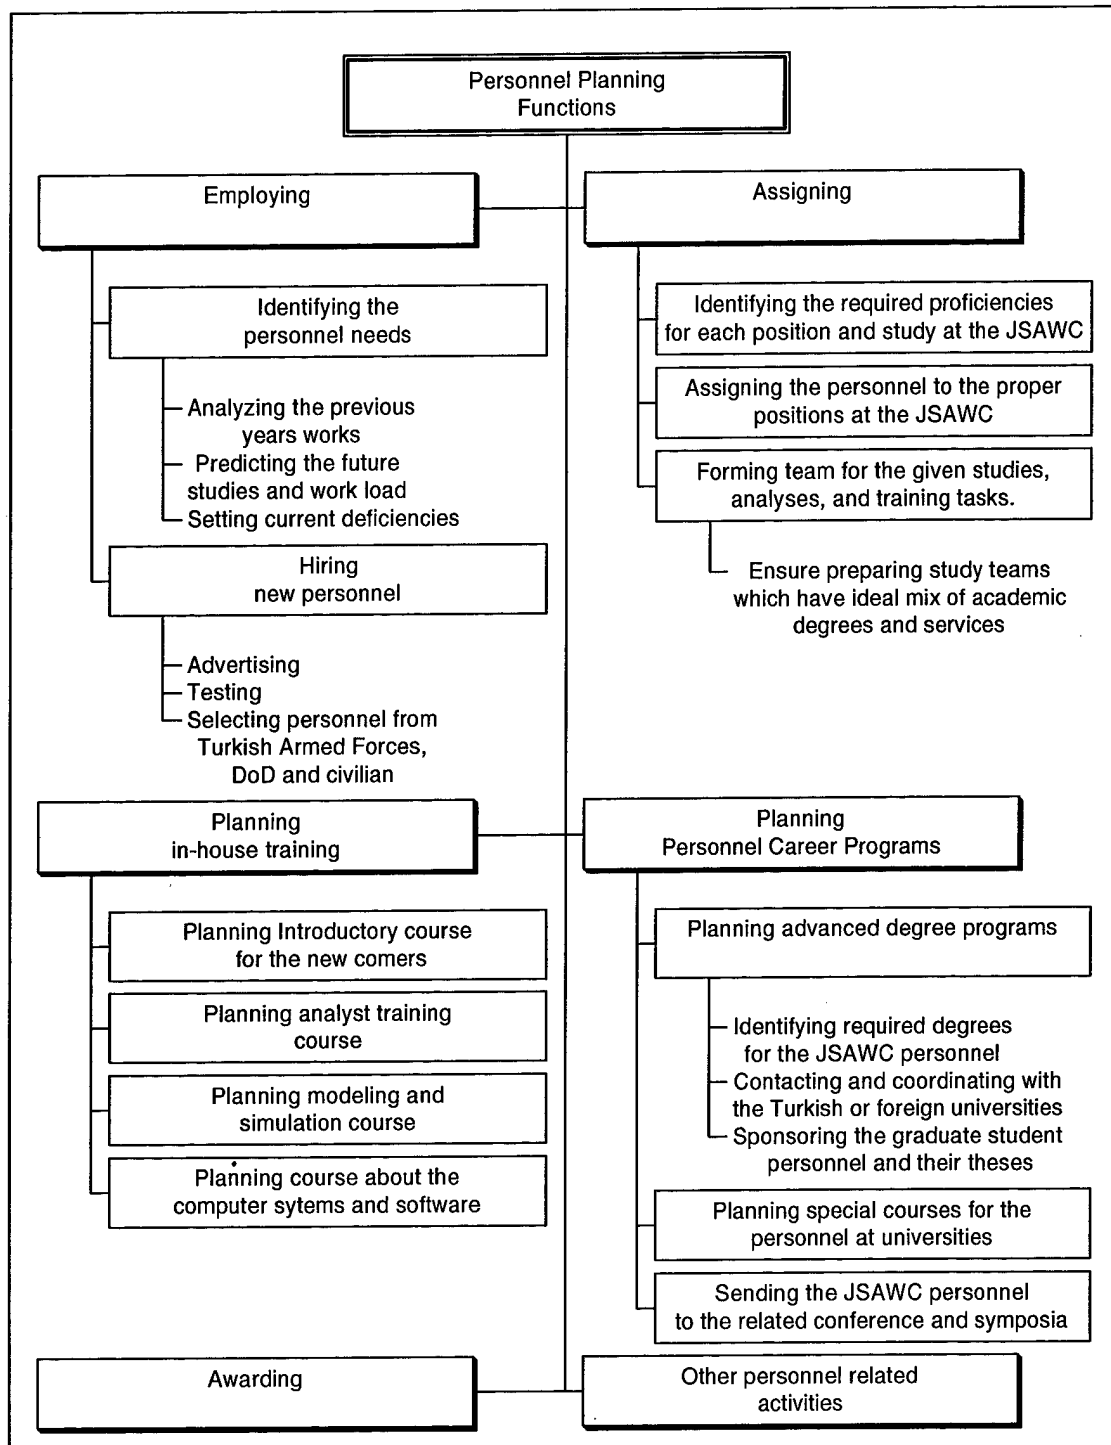 Personnel Planning
Functions
Employing
Assigning
Identifying the
personnel needs
Analyzing the previous
years works
Predicting the future
studies and work load
Setting current deficiencies
Hiring
new personnel
Advertising
Testing
Selecting personnel from
Turkish Armed Forces,
DoD and civilian
Identifying the required proficiencies
for each position and study at the JSAWC
Assigning the personnel to the proper
positions at the JSAWC
Forming team for the given studies,
analyses, and training tasks.
Ensure preparing study teams
which have ideal mix of academic
degrees and services
Planning
in-house training
Planning Introductory course
for the new comers
Planning analyst training
course
Planning modeling and
simulation course
Planning course about the
computer sytems and software
Planning
Personnel Career Programs
Planning advanced degree programs
Identifying required degrees
for the JSAWC personnel
Contacting and coordinating with
the Turkish or foreign universities
Sponsoring the graduate student
personnel and their theses
Planning special courses for the
personnel at universities
Sending the JSAWC personnel
to the related conference and symposia
Awarding
Other personnel related
activities